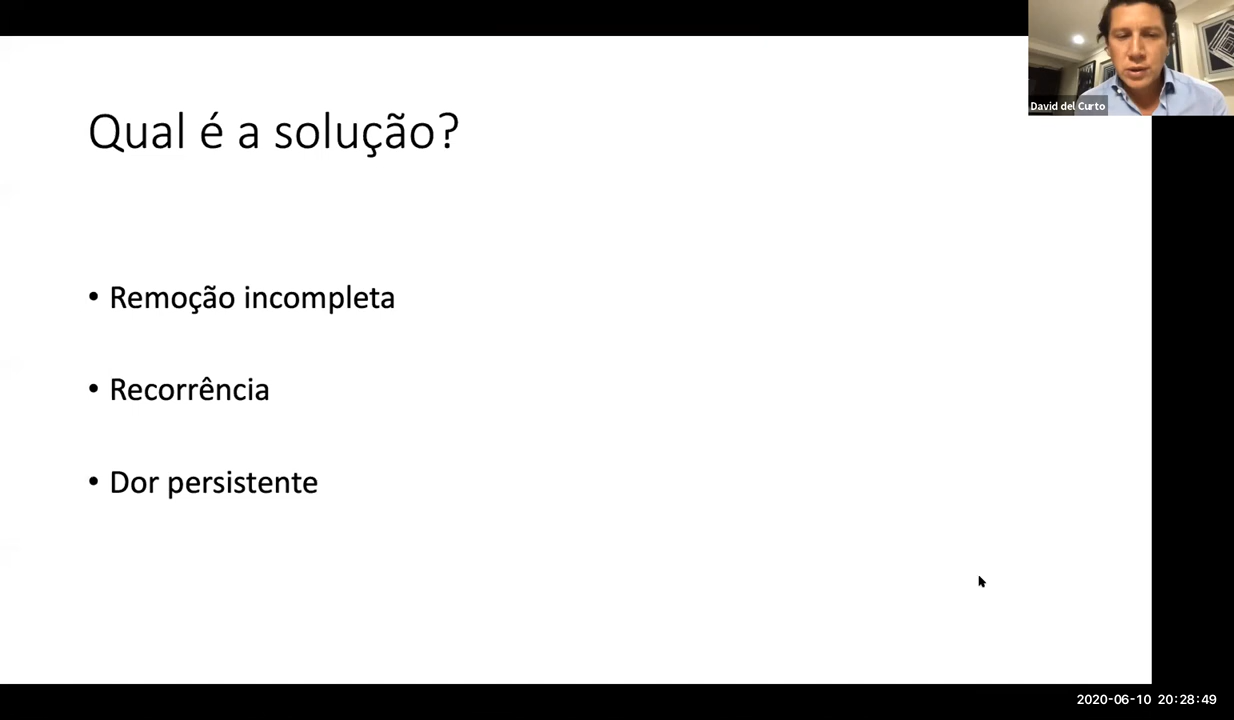 David del Curto
Qual é a solução?
• Remoção incompleta
• Recorrência
• Dor persistente
2020-06-10 20:28:49